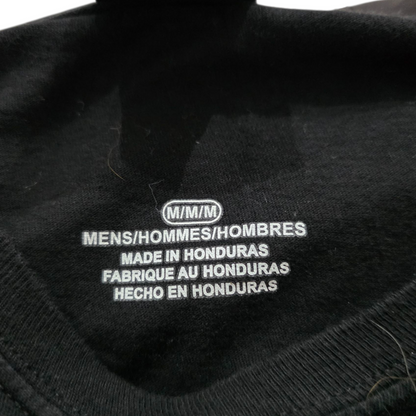 M/M/M
MENS/HOMMES/HOMBRES
MADE IN HONDURAS
FABRIQUE AU HONDURAS
HECHO EN HONDURAS